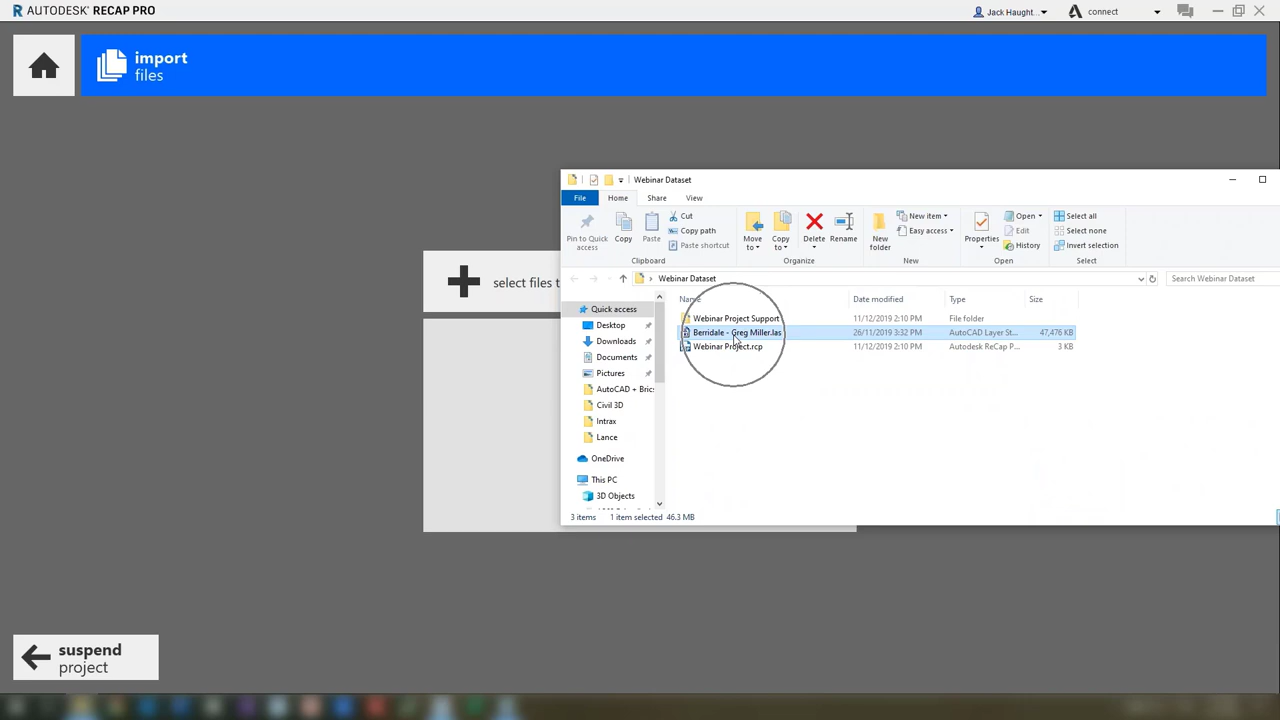 AUTODESK RECAP PRO
Jack Haught...
connect
import
files
Webinar Dataset
File
Home
Share
View
Pin to Quick
access
Copy
Paste
Cut
Copy path
Paste shortcut
Clipboard
Move
to
Copy
to
Delete
Rename
Organize
New
folder
New item
Easy access
New
Properties
Open
Edit
History
Open
Select all
Select none
Invert selection
Select
Webinar Dataset
Search Webinar Dataset
Name
Date modified
Type
Size
Webinar Project Support
11/12/2019 2:10 PM
File folder
Berridale - Greg Miller.las
26/11/2019 3:32 PM
AutoCAD Layer St...
47,476 KB
Webinar Project.rcp
11/12/2019 2:10 PM
Autodesk ReCap P...
3 KB
Quick access
Desktop
Downloads
Documents
Pictures
AutoCAD + Brics
Civil 3D
Intrax
Lance
OneDrive
This PC
3D Objects
3 items
1 item selected 46.3 MB
select files t
suspend
project